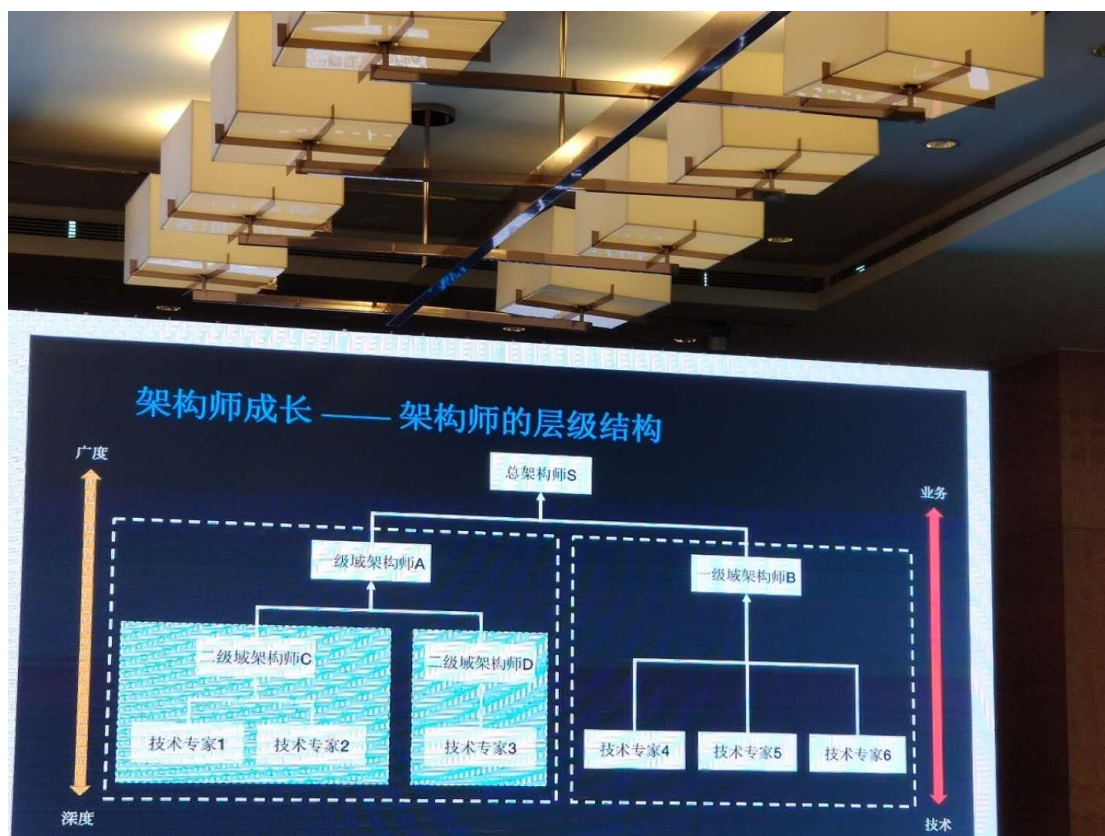 架构师成长 —— 架构师的层级结构
广度
总架构师S
业务
一级域架构师A
一级域架构师B
二级域架构师C
二级域架构师D
技术专家1
技术专家2
技术专家3
技术专家4
技术专家5
技术专家6
深度
技术